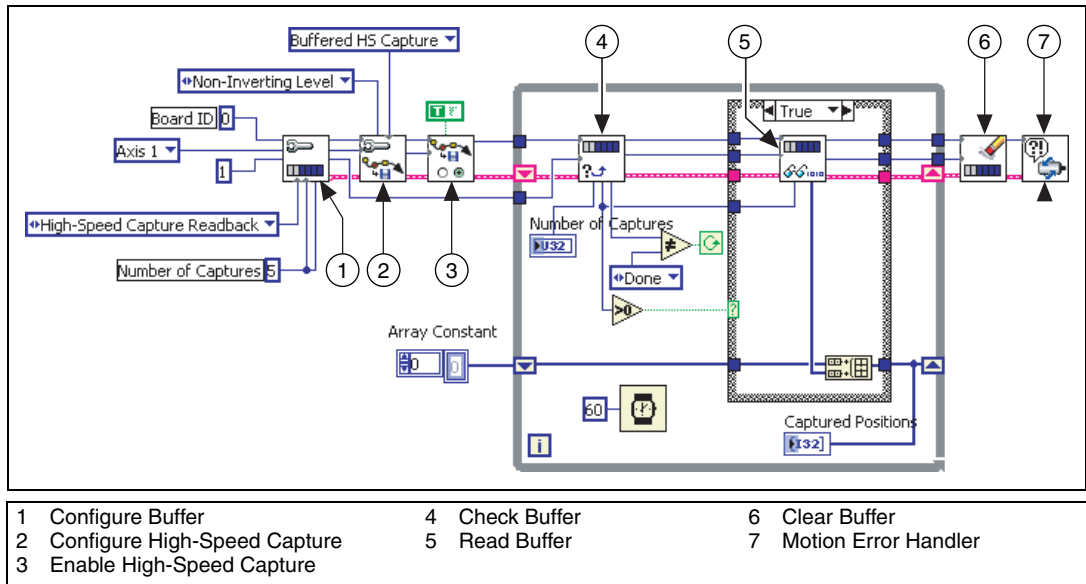 Buffered HS Capture
4
5
6
7
Non-Inverting Level
True
Board ID 0
T
Axis 1
1
?!
?
1010
Number of Captures
High-Speed Capture Readback
U32
≠
Done
Number of Captures 5
1
2
3
>0
?
Array Constant
0
0
60
Captured Positions
i
I32
1 Configure Buffer
2 Configure High-Speed Capture
3 Enable High-Speed Capture
4 Check Buffer
5 Read Buffer
6 Clear Buffer
7 Motion Error Handler